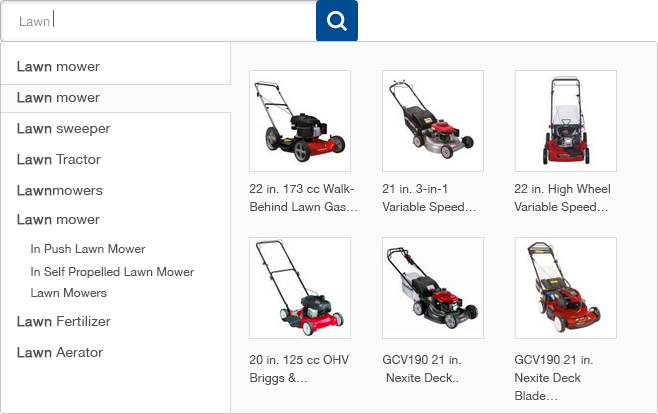 Lawn
Lawn mower
Lawn mower
Lawn sweeper
Lawn Tractor
Lawnmowers
Lawn mower
In Push Lawn Mower
In Self Propelled Lawn Mower
Lawn Mowers
Lawn Fertilizer
Lawn Aerator
22 in. 173 cc Walk-
Behind Lawn Gas…
21 in. 3-in-1
Variable Speed…
22 in. High Wheel
Variable Speed…
20 in. 125 cc OHV
Briggs &…
GCV190 21 in.
Nexite Deck..
GCV190 21 in.
Nexite Deck
Blade…